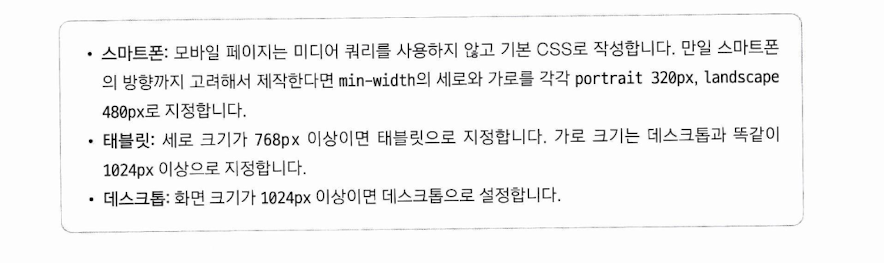 • 스마트폰: 모바일 페이지는 미디어 쿼리를 사용하지 않고 기본 CSS로 작성합니다. 만일 스마트폰
의 방향까지 고려해서 제작한다면 min-width의 세로와 가로를 각각 portrait 320px, landscape
480px로 지정합니다.
• 태블릿: 세로 크기가 768px 이상이면 태블릿으로 지정합니다. 가로 크기는 데스크톱과 똑같이
1024px 이상으로 지정합니다.
• 데스크톱: 화면 크기가 1024px 이상이면 데스크톱으로 설정합니다.